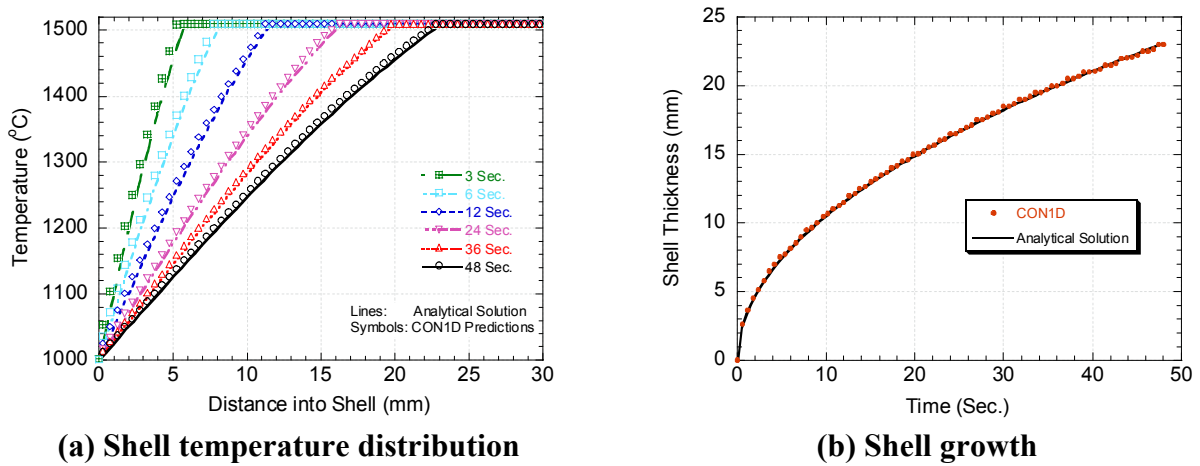 1500
1400
1300
1200
1100
1000
Temperature (°C)
3 Sec.
6 Sec.
12 Sec.
24 Sec.
36 Sec.
48 Sec.
Lines: Analytical Solution
Symbols: CON1D Predictions
0 5 10 15 20 25 30
Distance into Shell (mm)
(a) Shell temperature distribution
25
20
15
10
5
0
Shell Thickness (mm)
CON1D
Analytical Solution
0 10 20 30 40 50
Time (Sec.)
(b) Shell growth